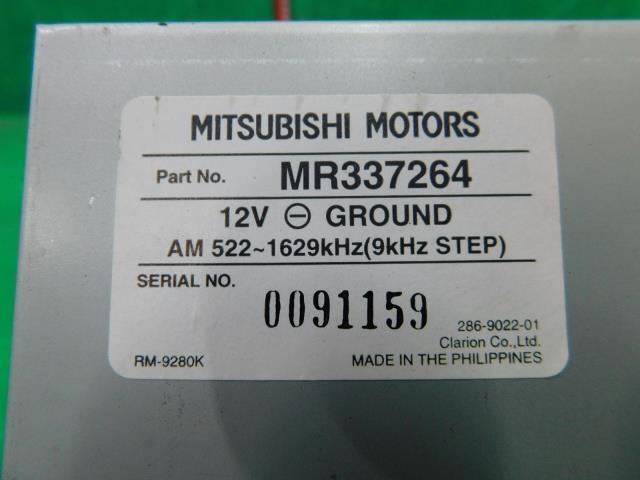 MITSUBISHI MOTORS
Part No. MR337264
12V ⊖ GROUND
AM 522~1629kHz(9kHz STEP)
SERIAL NO.
0091159
286-9022-01
Clarion Co.,Ltd.
RM-9280K MADE IN THE PHILIPPINES